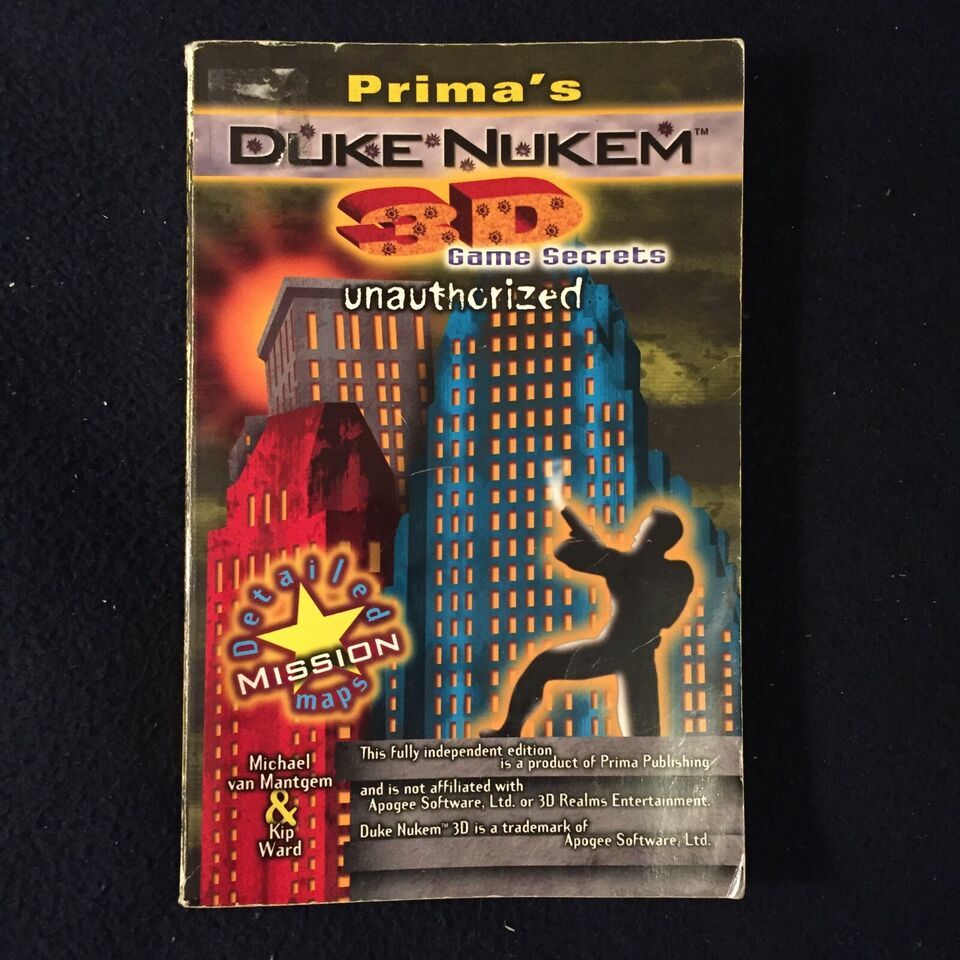 Prima's
DUKE NUKEM™
3D
Game Secrets
unauthorized
Detailed
MISSION
maps
Michael
van Mantgem
&
Kip
Ward
This fully independent edition
is a product of Prima Publishing
and is not affiliated with
Apogee Software, Ltd. or 3D Realms Entertainment.
Duke Nukem™ 3D is a trademark of
Apogee Software, Ltd.